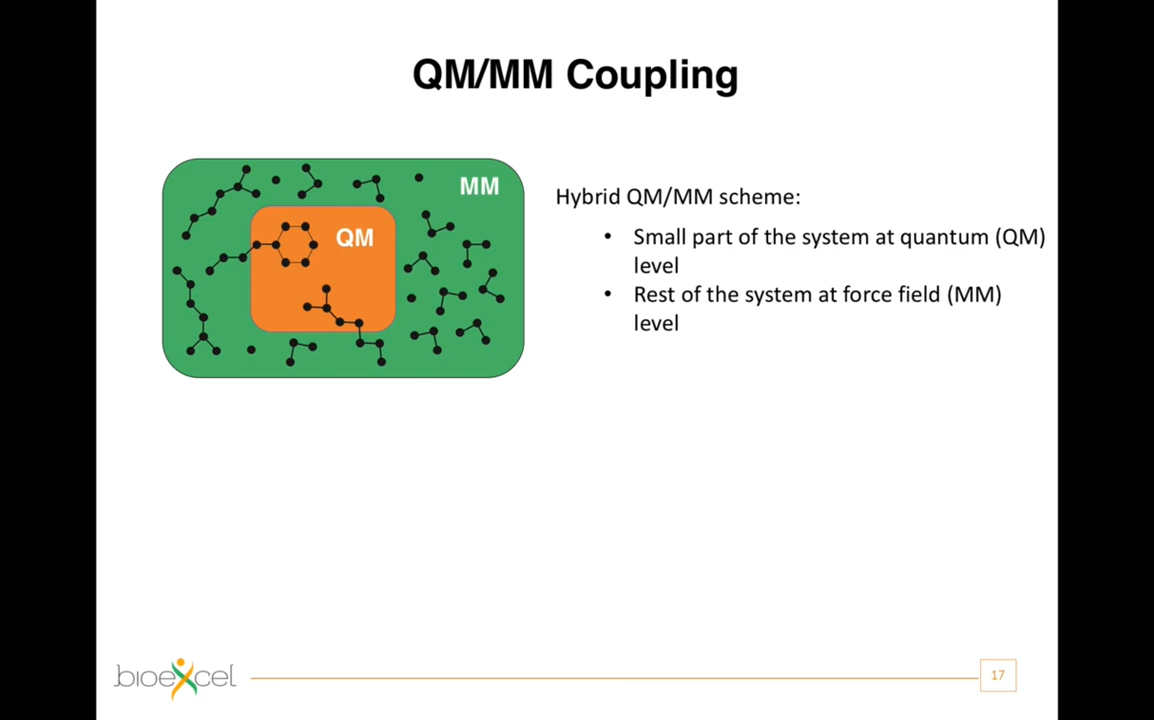 QM/MM Coupling
MM
QM
Hybrid QM/MM scheme:
• Small part of the system at quantum (QM)
level
• Rest of the system at force field (MM)
level
bioexcel
17